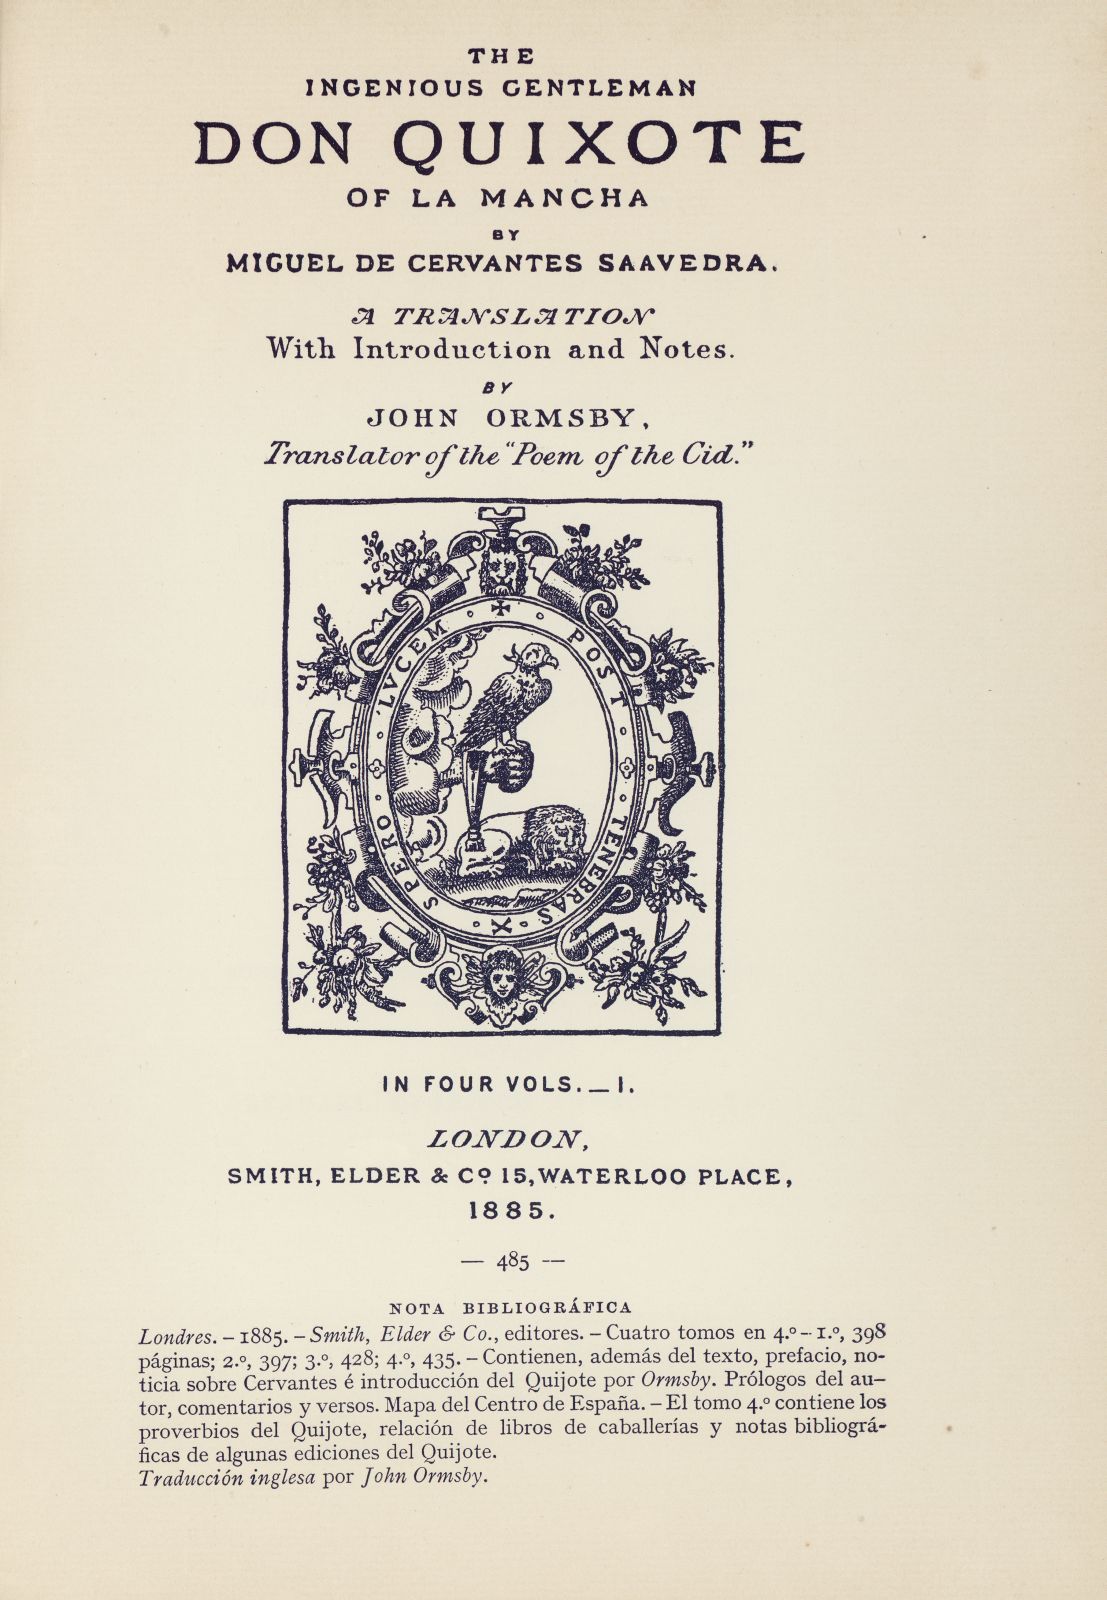 THE
INGENIOUS GENTLEMAN
DON QUIXOTE
OF LA MANCHA
BY
MIGUEL DE CERVANTES SAAVEDRA.
A TRANSLATION
With Introduction and Notes.
BY
JOHN ORMSBY,
Translator of the "Poem of the Cid."
SPERO · LVCEM · POST · TENEBRAS
IN FOUR VOLS. — I.
LONDON,
SMITH, ELDER & Cº 15, WATERLOO PLACE,
1885.
— 485 —
NOTA BIBLIOGRÁFICA
Londres. – 1885. – Smith, Elder & Co., editores. – Cuatro tomos en 4.º – 1.º, 398
páginas; 2.º, 397; 3.º, 428; 4.º, 435. – Contienen, además del texto, prefacio, no-
ticia sobre Cervantes é introducción del Quijote por Ormsby. Prólogos del au-
tor, comentarios y versos. Mapa del Centro de España. – El tomo 4.º contiene los
proverbios del Quijote, relación de libros de caballerías y notas bibliográ-
ficas de algunas ediciones del Quijote.
Traducción inglesa por John Ormsby.